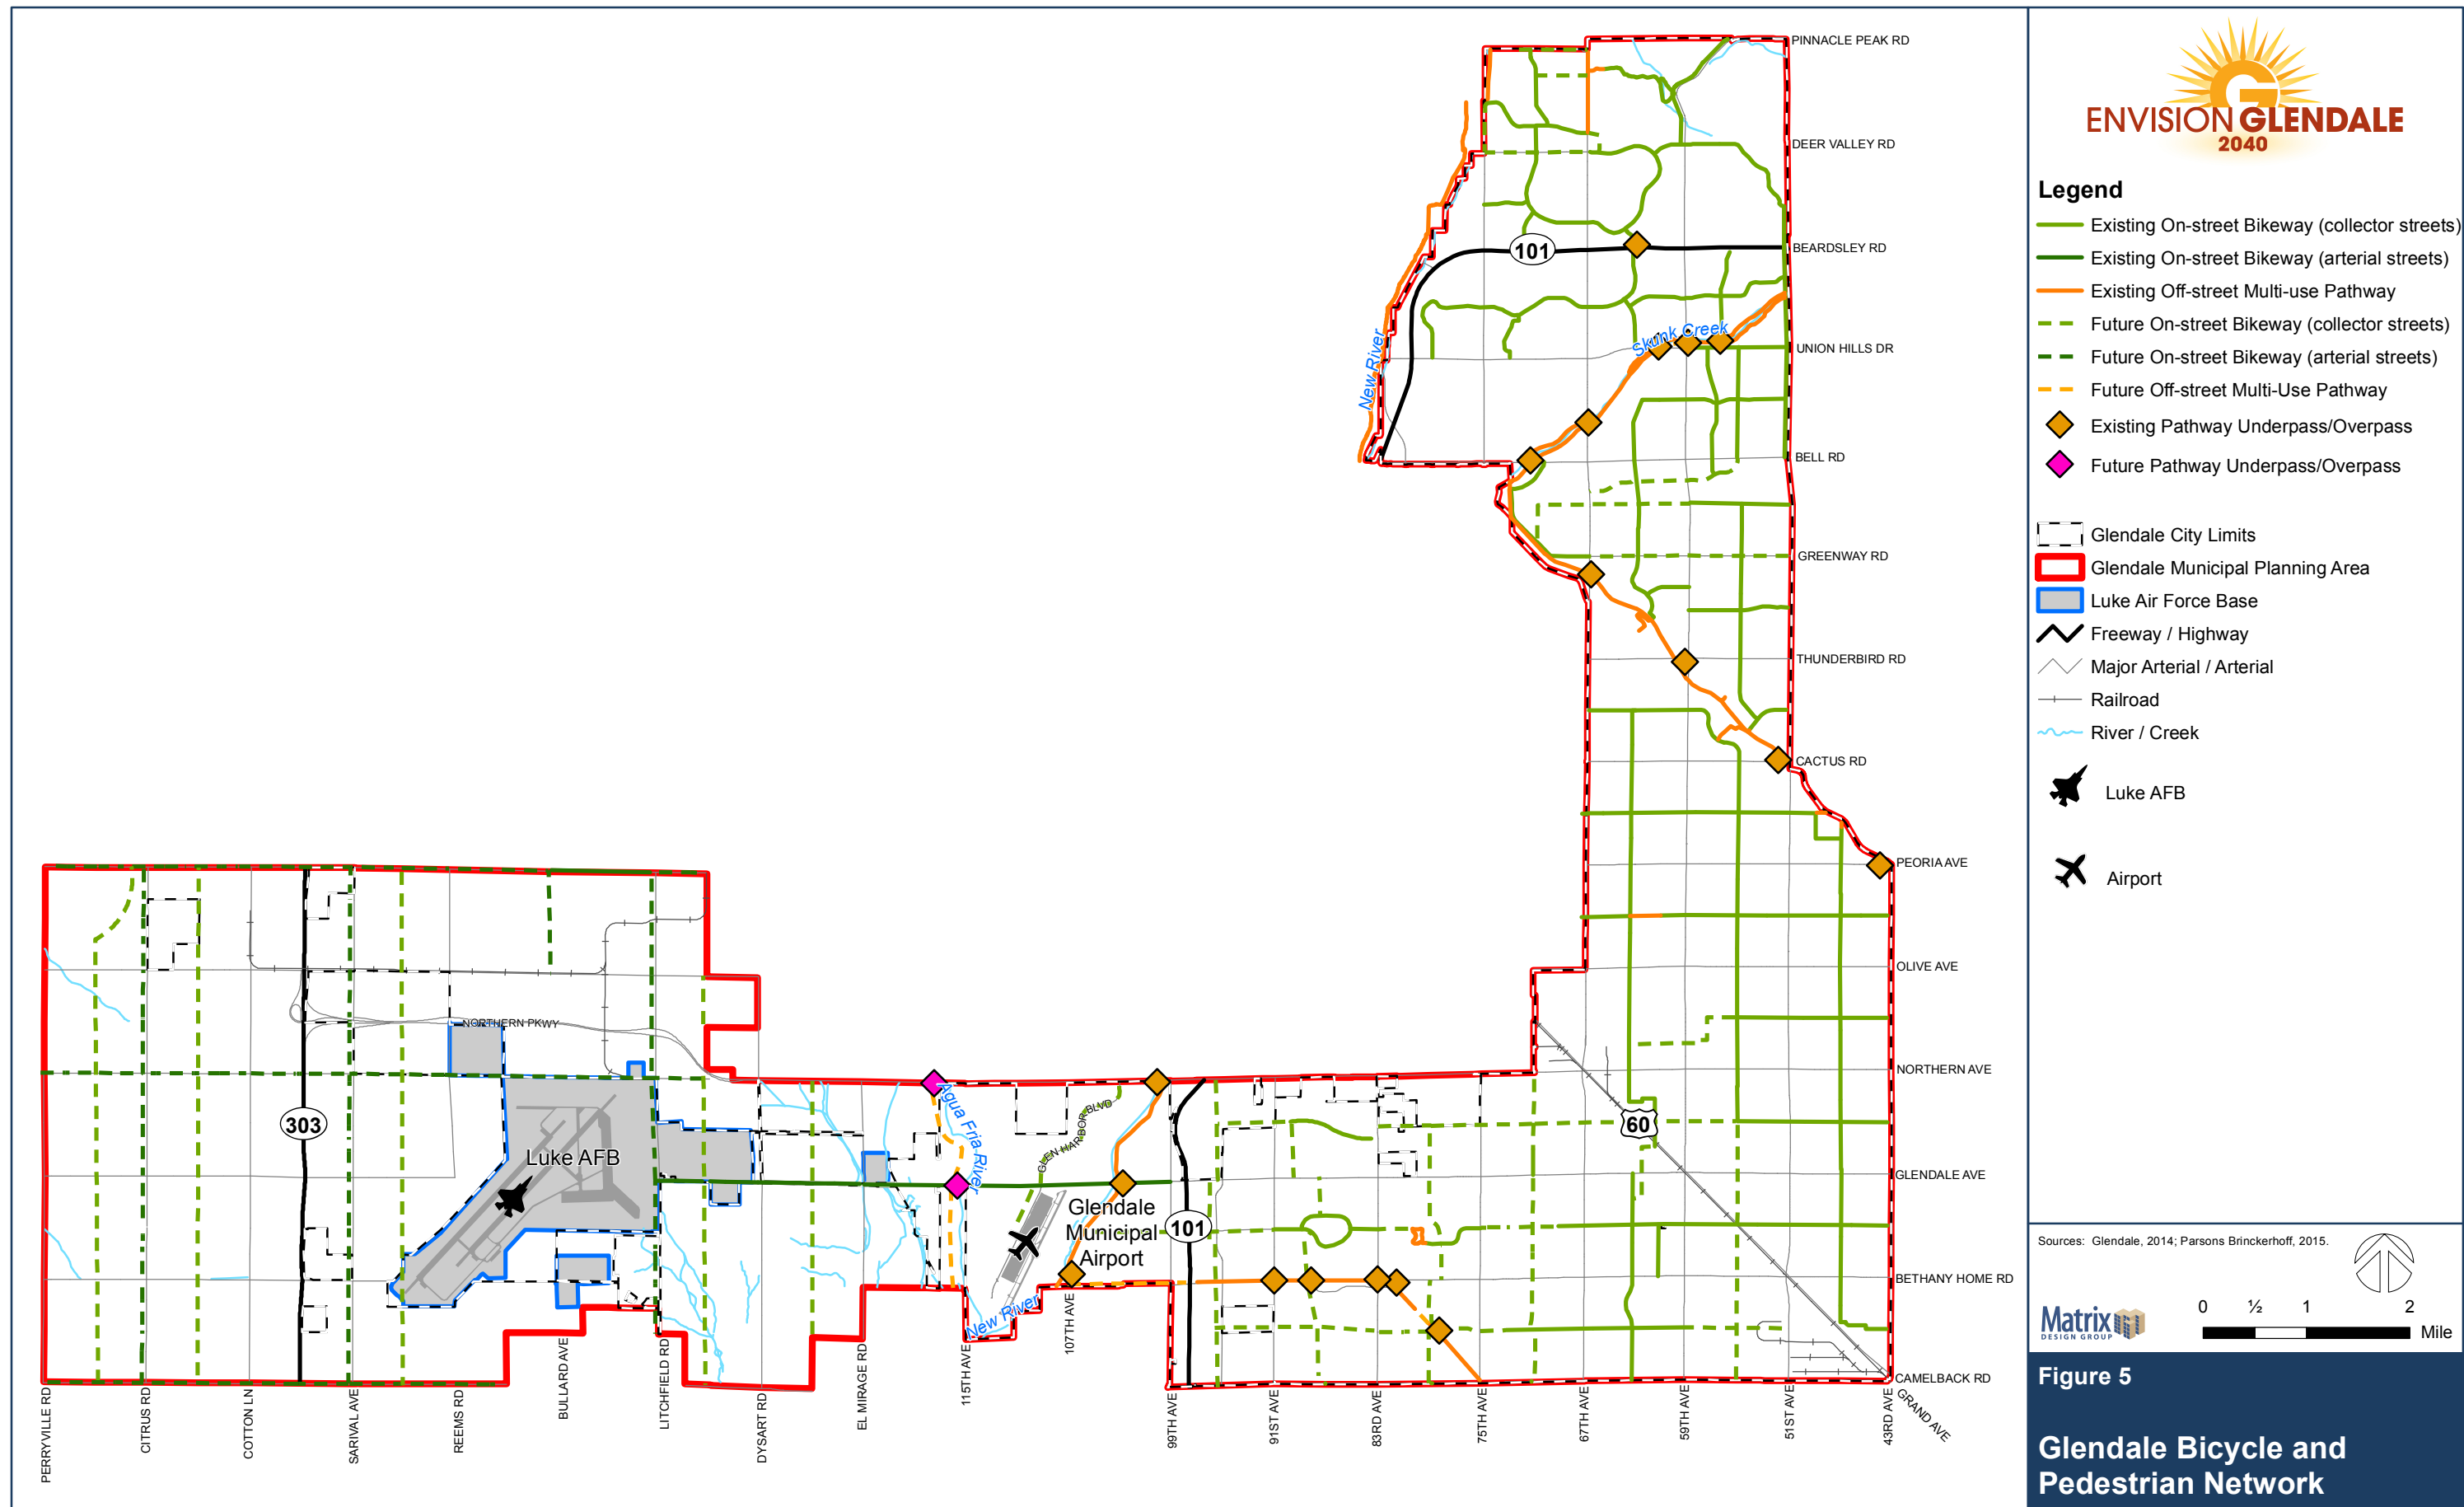 PINNACLE PEAK RD
DEER VALLEY RD
BEARDSLEY RD
101
Skunk Creek
UNION HILLS DR
New River
BELL RD
GREENWAY RD
THUNDERBIRD RD
CACTUS RD
PEORIA AVE
OLIVE AVE
NORTHERN PKWY
NORTHERN AVE
Agua Fria River
GLEN HARBOR BLVD
303
60
Luke AFB
GLENDALE AVE
Glendale
Municipal
Airport
101
BETHANY HOME RD
New River
CAMELBACK RD
PERRYVILLE RD
CITRUS RD
COTTON LN
SARIVAL AVE
REEMS RD
BULLARD AVE
LITCHFIELD RD
DYSART RD
EL MIRAGE RD
115TH AVE
107TH AVE
99TH AVE
91ST AVE
83RD AVE
75TH AVE
67TH AVE
59TH AVE
51ST AVE
43RD AVE
GRAND AVE
G
ENVISION GLENDALE
2040
Legend
Existing On-street Bikeway (collector streets)
Existing On-street Bikeway (arterial streets)
Existing Off-street Multi-use Pathway
Future On-street Bikeway (collector streets)
Future On-street Bikeway (arterial streets)
Future Off-street Multi-Use Pathway
Existing Pathway Underpass/Overpass
Future Pathway Underpass/Overpass
Glendale City Limits
Glendale Municipal Planning Area
Luke Air Force Base
Freeway / Highway
Major Arterial / Arterial
Railroad
River / Creek
Luke AFB
Airport
Sources: Glendale, 2014; Parsons Brinckerhoff, 2015.
Matrix
DESIGN GROUP
0 ½ 1 2
Mile
Figure 5
Glendale Bicycle and
Pedestrian Network